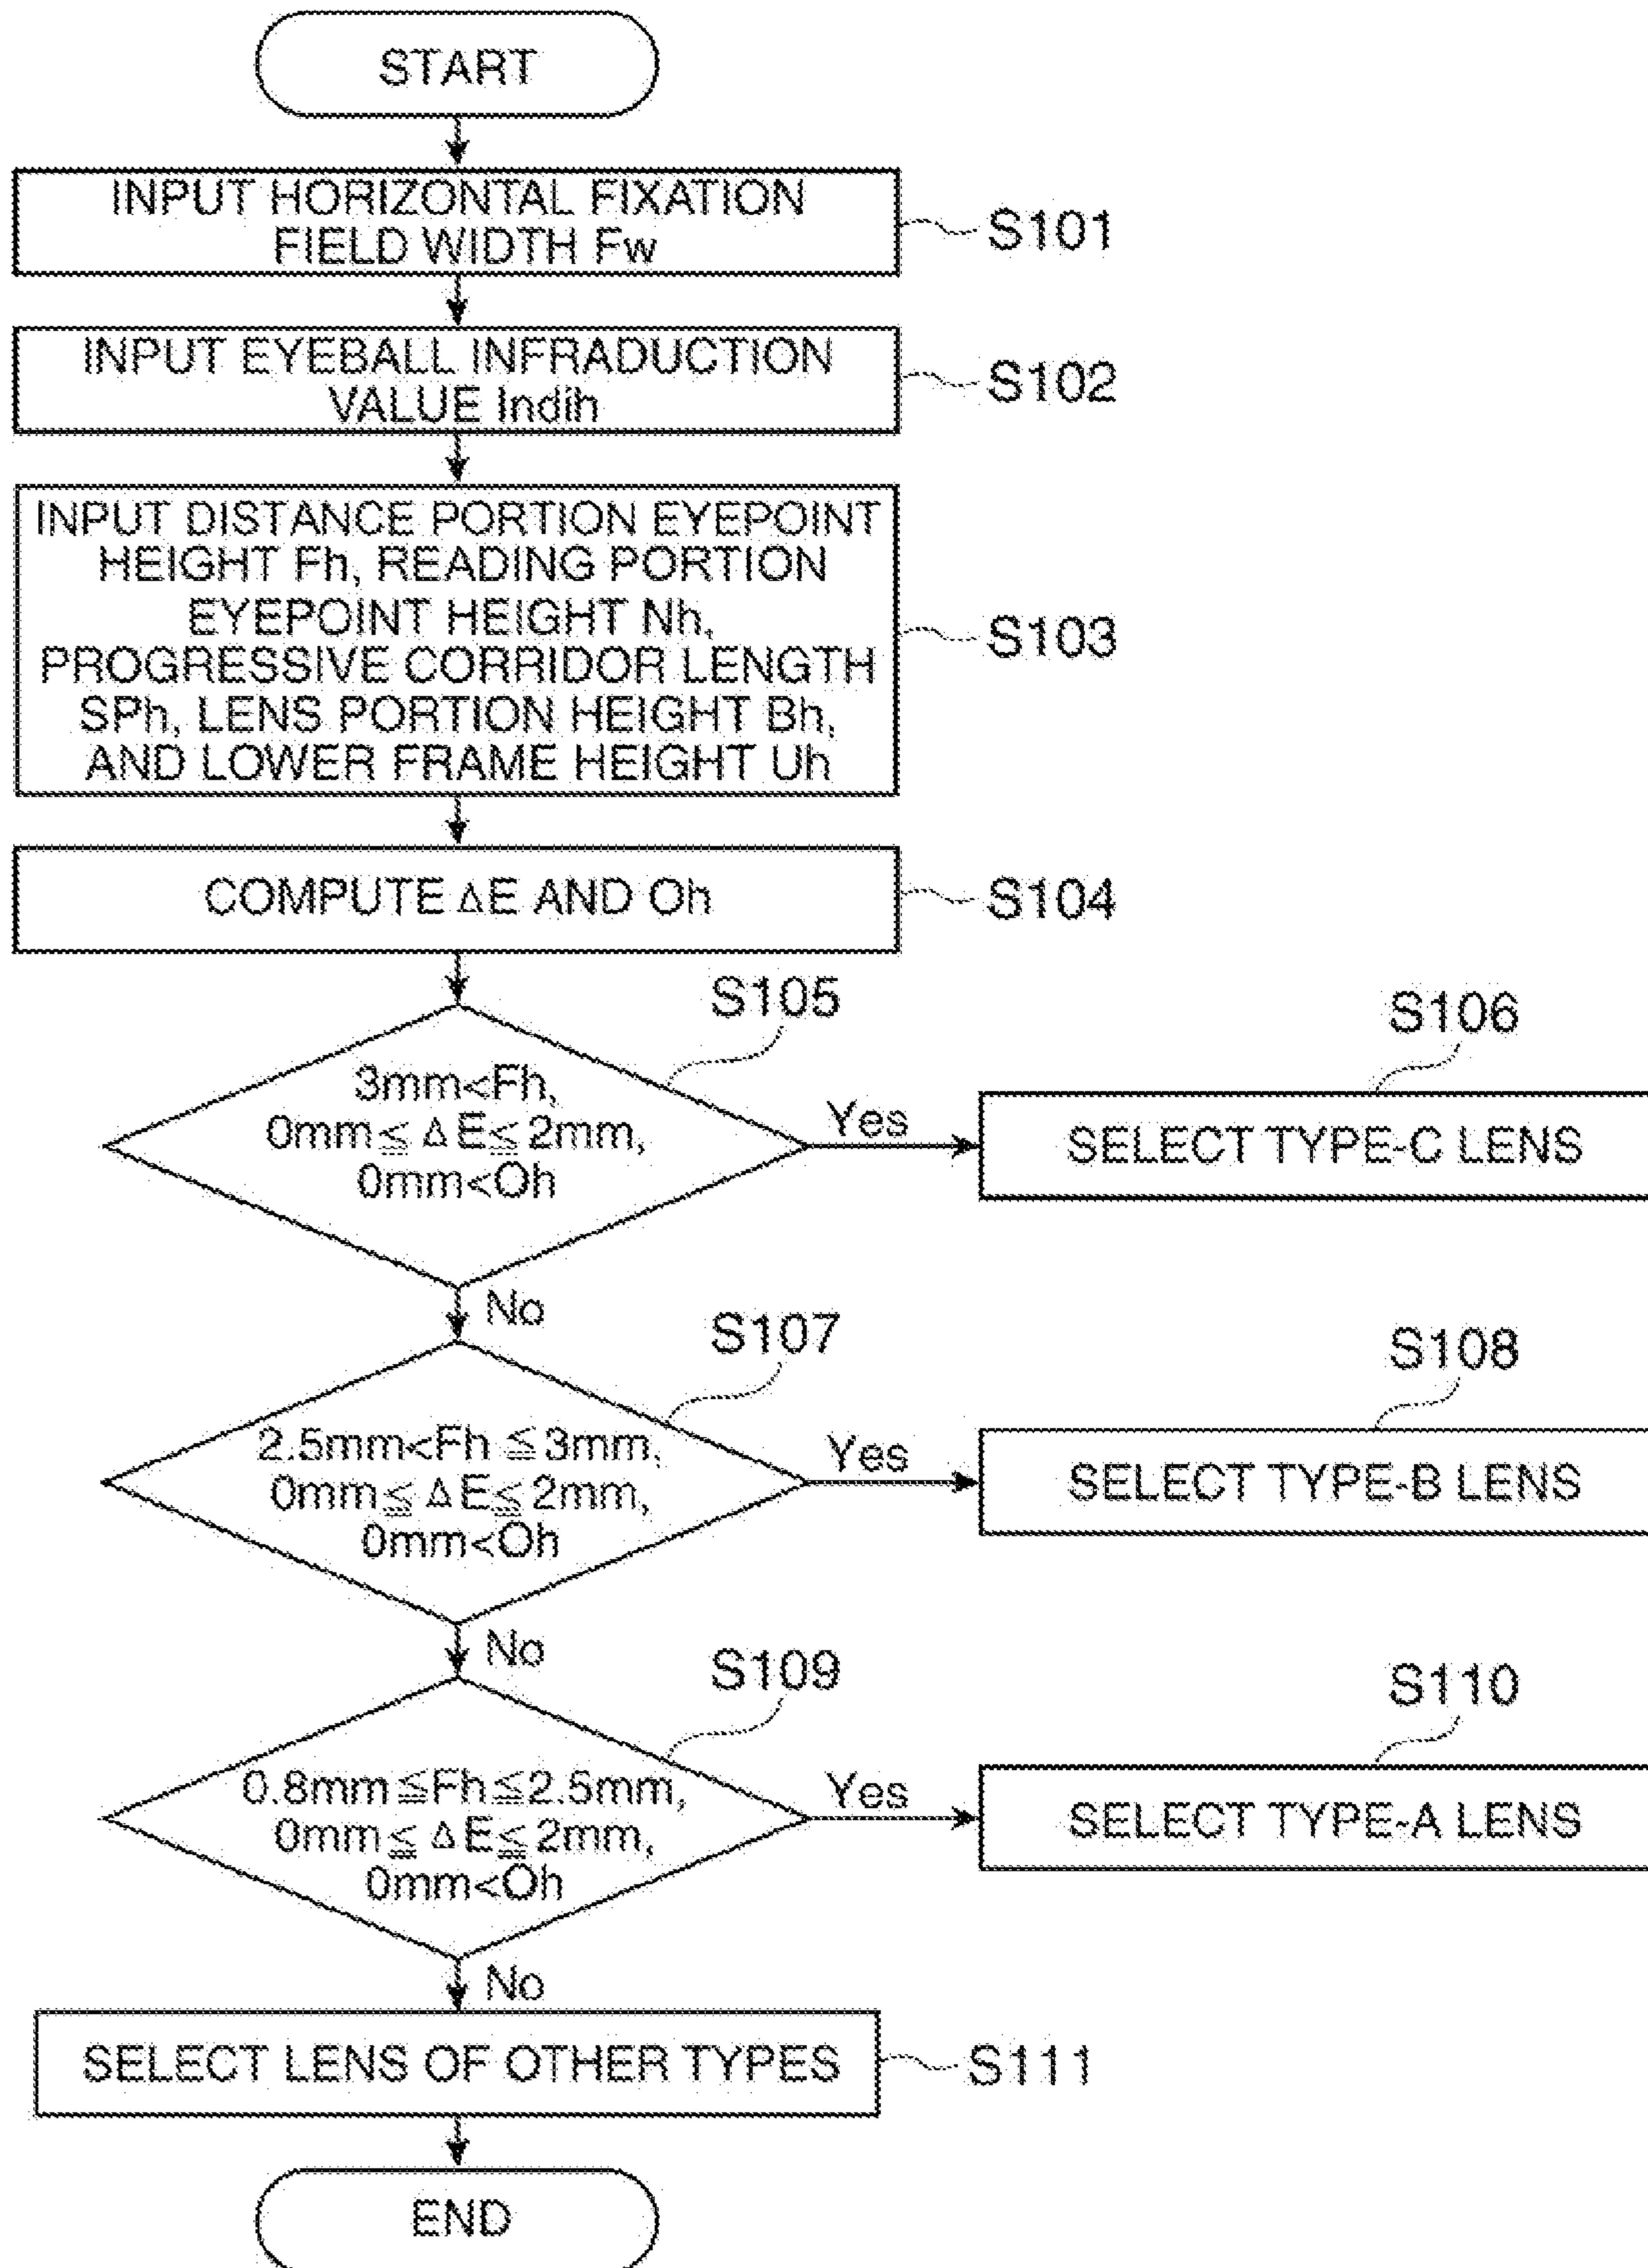 START
INPUT HORIZONTAL FIXATION
FIELD WIDTH Fw
S101
INPUT EYEBALL INFRADUCTION
VALUE Indih
S102
INPUT DISTANCE PORTION EYEPOINT
HEIGHT Fh, READING PORTION
EYEPOINT HEIGHT Nh,
PROGRESSIVE CORRIDOR LENGTH
SPh, LENS PORTION HEIGHT Bh,
AND LOWER FRAME HEIGHT Uh
S103
COMPUTE ΔE AND Oh
S104
S105
3mm<Fh,
0mm≦ΔE≦2mm,
0mm<Oh
Yes
S106
SELECT TYPE-C LENS
No
S107
2.5mm<Fh≦3mm,
0mm≦ΔE≦2mm,
0mm<Oh
Yes
S108
SELECT TYPE-B LENS
No
S109
0.8mm≦Fh≦2.5mm,
0mm≦ΔE≦2mm,
0mm<Oh
Yes
S110
SELECT TYPE-A LENS
No
SELECT LENS OF OTHER TYPES
S111
END